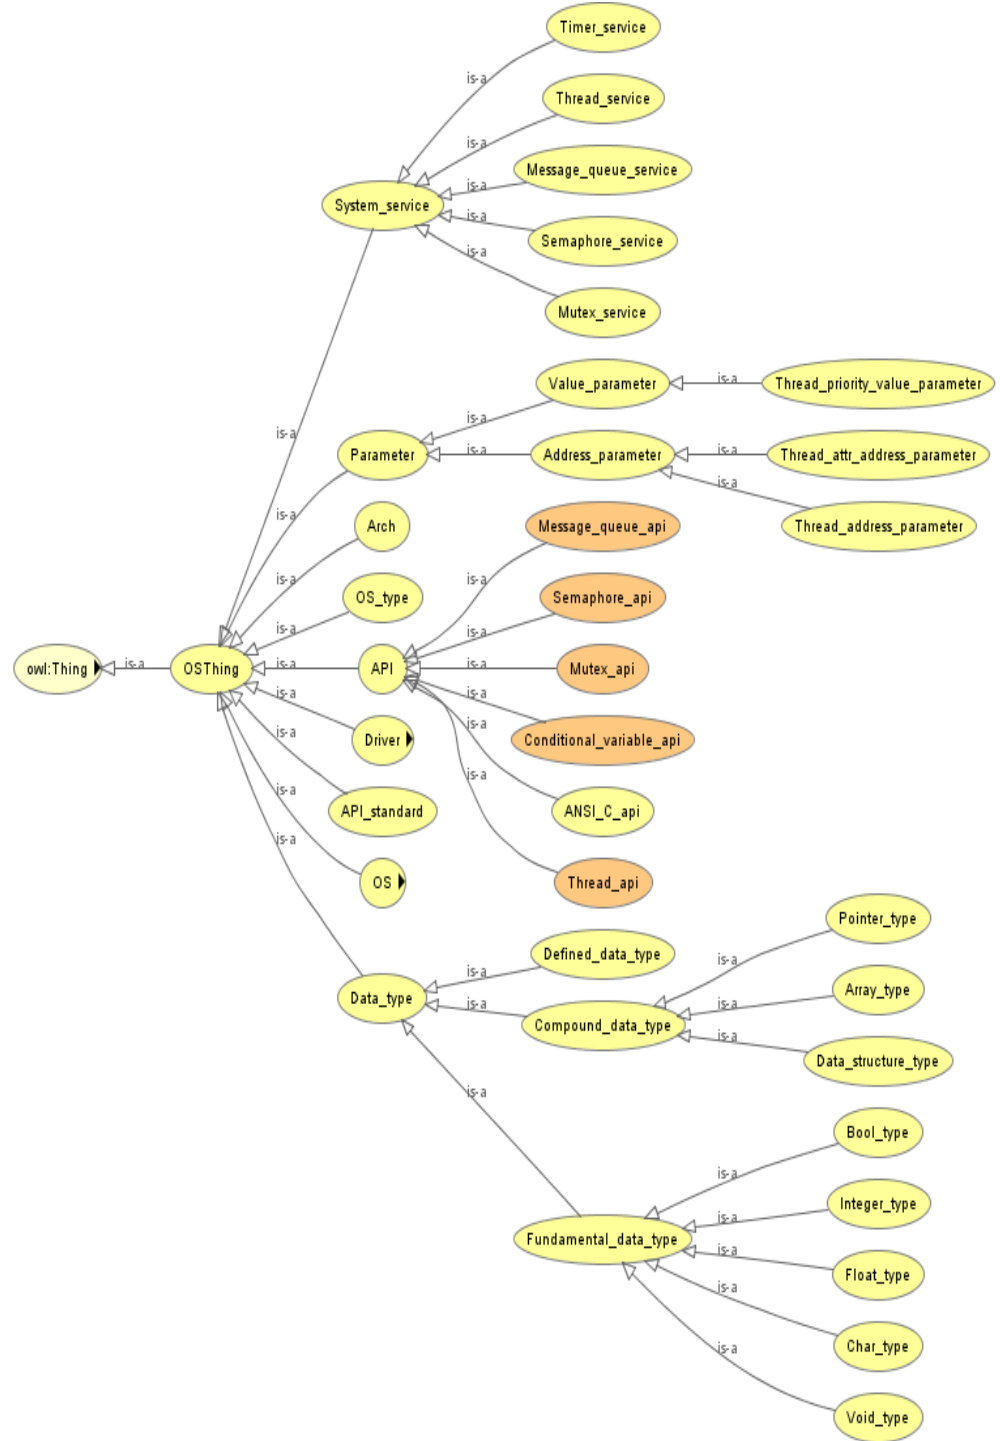 Timer_service
is-a
Thread_service
is-a
Message_queue_service
is-a
System_service
is-a
Semaphore_service
is-a
Mutex_service
Value_parameter
is-a
Thread_priority_value_parameter
is-a
is-a
Parameter
is-a
Address_parameter
is-a
Thread_attr_address_parameter
is-a
is-a
Arch
Message_queue_api
Thread_address_parameter
is-a
is-a
OS_type
Semaphore_api
is-a
is-a
owl:Thing
is-a
OSThing
is-a
API
is-a
Mutex_api
is-a
is-a
Driver
is-a
Conditional_variable_api
is-a
is-a
API_standard
ANSI_C_api
is-a
OS
Thread_api
Pointer_type
Defined_data_type
is-a
is-a
Data_type
is-a
Compound_data_type
is-a
Array_type
is-a
Data_structure_type
is-a
Bool_type
is-a
Integer_type
is-a
Fundamental_data_type
is-a
Float_type
is-a
Char_type
is-a
Void_type